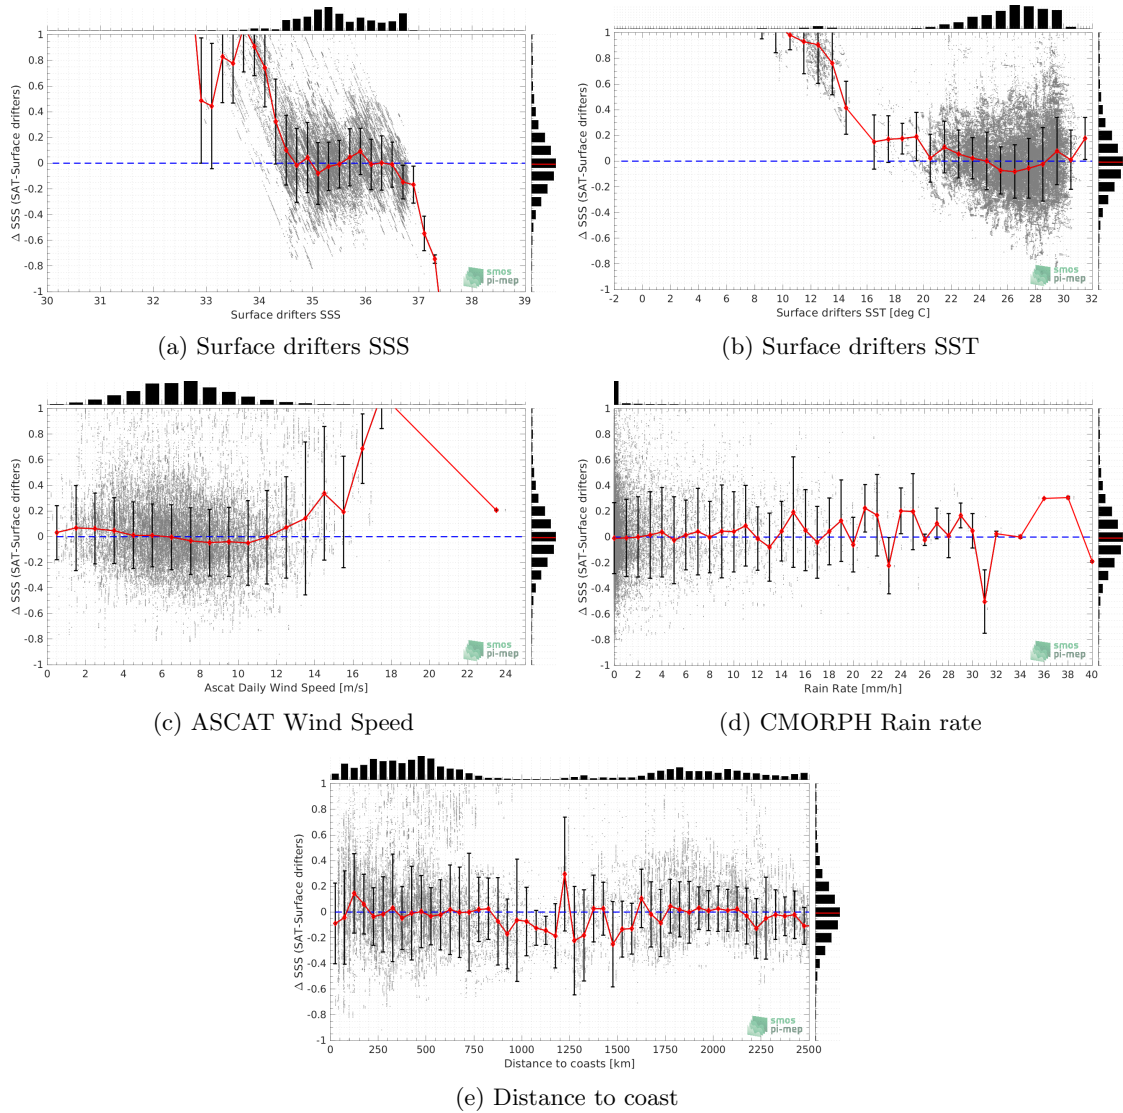 1
0.8
0.6
0.4
0.2
0
-0.2
-0.4
-0.6
-0.8
-1
Δ SSS (SAT-Surface drifters)
30 31 32 33 34 35 36 37 38 39
Surface drifters SSS
smos
pi-mep
(a) Surface drifters SSS
1
0.8
0.6
0.4
0.2
0
-0.2
-0.4
-0.6
-0.8
-1
Δ SSS (SAT-Surface drifters)
-2 0 2 4 6 8 10 12 14 16 18 20 22 24 26 28 30 32
Surface drifters SST [deg C]
smos
pi-mep
(b) Surface drifters SST
1
0.8
0.6
0.4
0.2
0
-0.2
-0.4
-0.6
-0.8
-1
Δ SSS (SAT-Surface drifters)
0 2 4 6 8 10 12 14 16 18 20 22 24
Ascat Daily Wind Speed [m/s]
smos
pi-mep
(c) ASCAT Wind Speed
1
0.8
0.6
0.4
0.2
0
-0.2
-0.4
-0.6
-0.8
-1
Δ SSS (SAT-Surface drifters)
0 2 4 6 8 10 12 14 16 18 20 22 24 26 28 30 32 34 36 38 40
Rain Rate [mm/h]
smos
pi-mep
(d) CMORPH Rain rate
1
0.8
0.6
0.4
0.2
0
-0.2
-0.4
-0.6
-0.8
-1
Δ SSS (SAT-Surface drifters)
0 250 500 750 1000 1250 1500 1750 2000 2250 2500
Distance to coasts [km]
smos
pi-mep
(e) Distance to coast